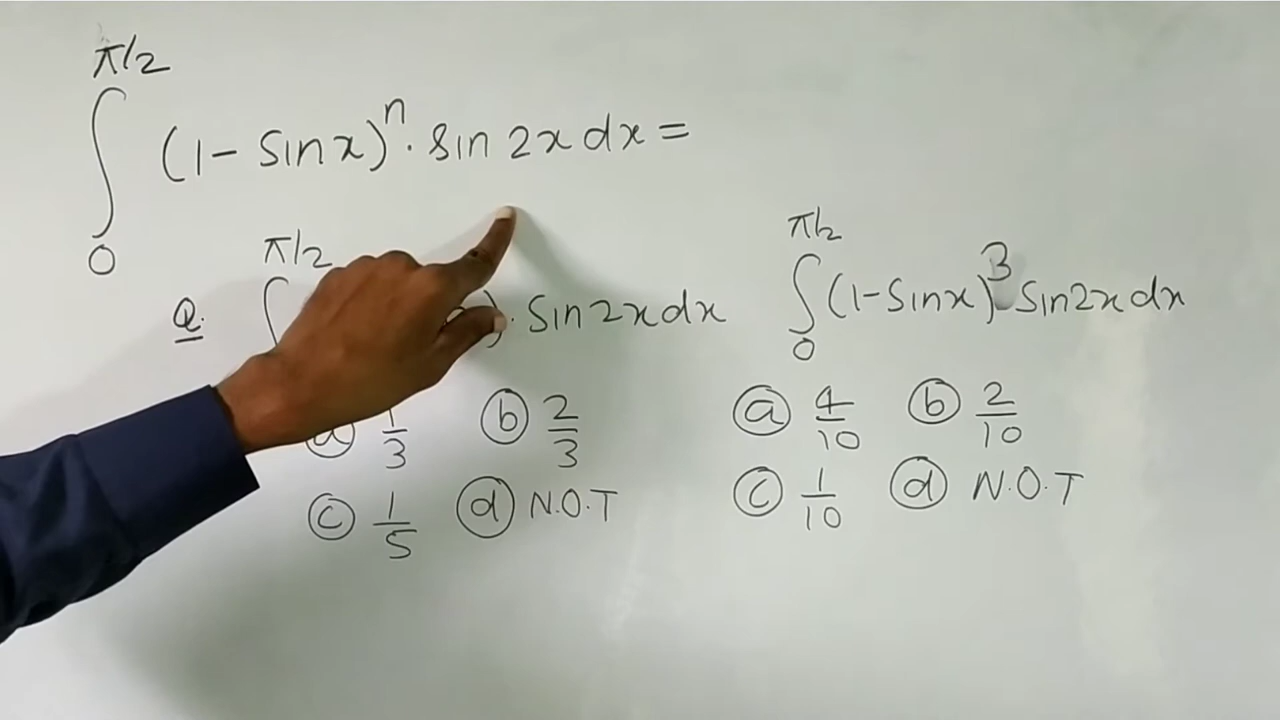 ∫₀^{π/2} (1 - sin x)ⁿ · sin 2x dx =
Q. ∫^{π/2} ) · sin 2x dx
ⓐ 1/3 ⓑ 2/3
ⓒ 1/5 ⓓ N.O.T
∫₀^{π/2} (1 - sin x)³ sin 2x dx
ⓐ 4/10 ⓑ 2/10
ⓒ 1/10 ⓓ N.O.T